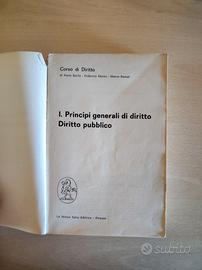 Corso di Diritto
I. Principi generali di diritto
Diritto pubblico
La Nuova Italia Editrice - Firenze
subito